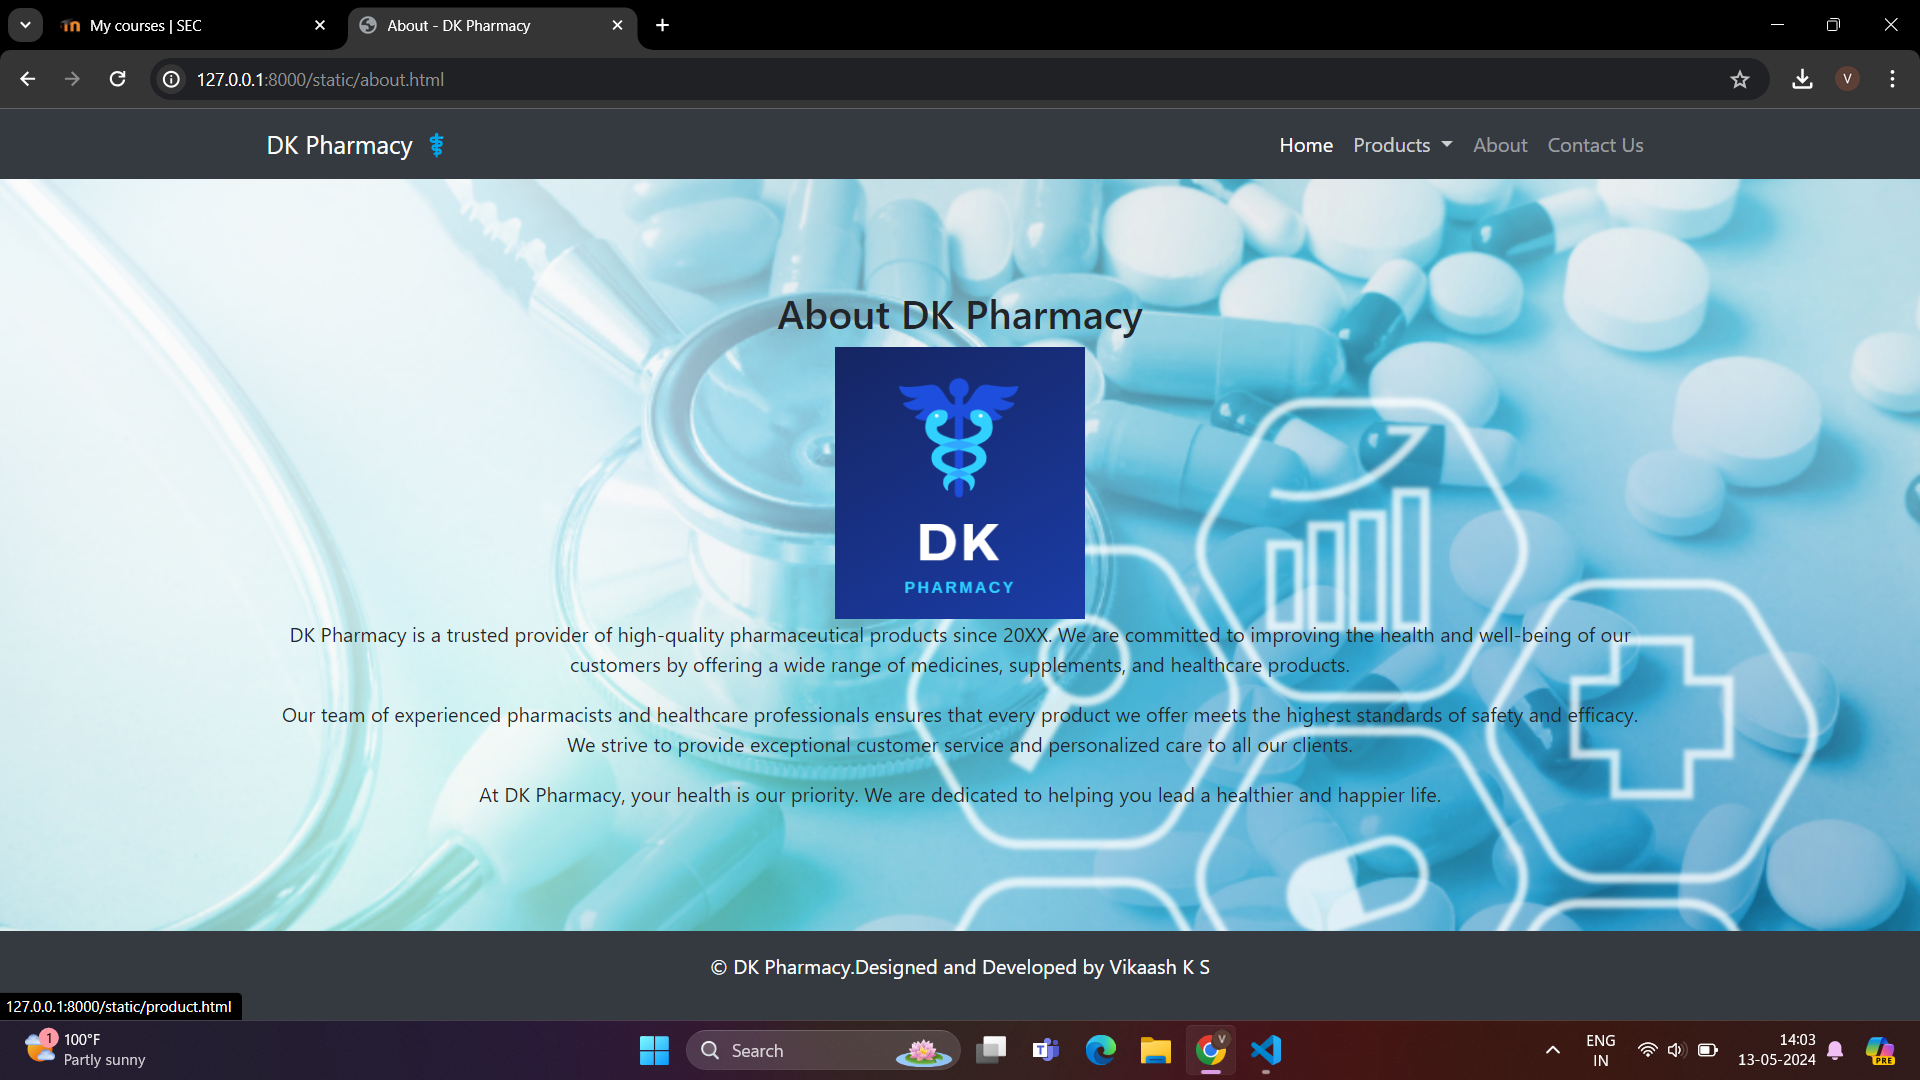 My courses | SEC
About - DK Pharmacy
127.0.0.1:8000/static/about.html
V
DK Pharmacy
Home
Products
About
Contact Us
About DK Pharmacy
DK
PHARMACY
DK Pharmacy is a trusted provider of high-quality pharmaceutical products since 20XX. We are committed to improving the health and well-being of our
customers by offering a wide range of medicines, supplements, and healthcare products.
Our team of experienced pharmacists and healthcare professionals ensures that every product we offer meets the highest standards of safety and efficacy.
We strive to provide exceptional customer service and personalized care to all our clients.
At DK Pharmacy, your health is our priority. We are dedicated to helping you lead a healthier and happier life.
© DK Pharmacy.Designed and Developed by Vikaash K S
127.0.0.1:8000/static/product.html
1
100°F
Partly sunny
Search
T
V
ENG
IN
14:03
13-05-2024
PRE